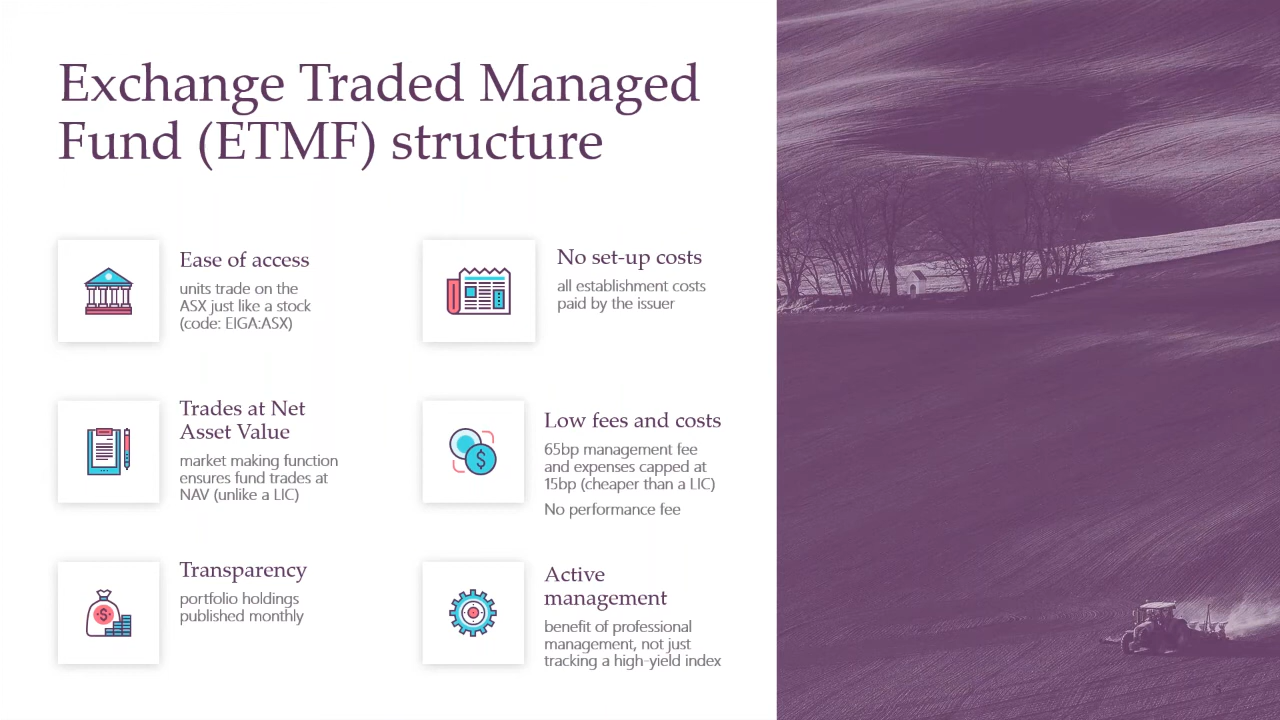 Exchange Traded Managed
Fund (ETMF) structure
Ease of access
units trade on the
ASX just like a stock
(code: EIGA:ASX)
No set-up costs
all establishment costs
paid by the issuer
Trades at Net
Asset Value
market making function
ensures fund trades at
NAV (unlike a LIC)
Low fees and costs
65bp management fee
and expenses capped at
15bp (cheaper than a LIC)
No performance fee
Transparency
portfolio holdings
published monthly
Active
management
benefit of professional
management, not just
tracking a high-yield index